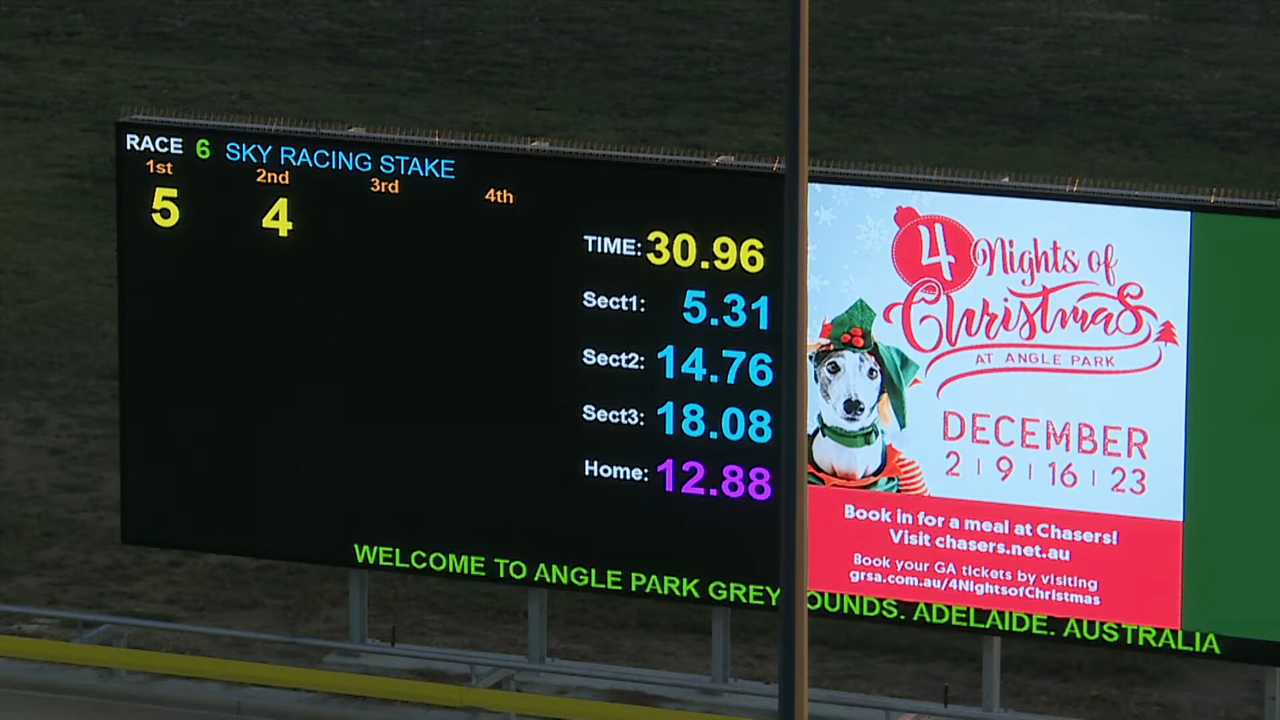 RACE 6 SKY RACING STAKE
1st 2nd 3rd 4th
5 4
TIME: 30.96
Sect1: 5.31
Sect2: 14.76
Sect3: 18.08
Home: 12.88
WELCOME TO ANGLE PARK GREY OUNDS. ADELAIDE. AUSTRALIA
4 Nights of
Christmas
AT ANGLE PARK
DECEMBER
2 | 9 | 16 | 23
Book in for a meal at Chasers!
Visit chasers.net.au
Book your GA tickets by visiting
grsa.com.au/4NightsofChristmas